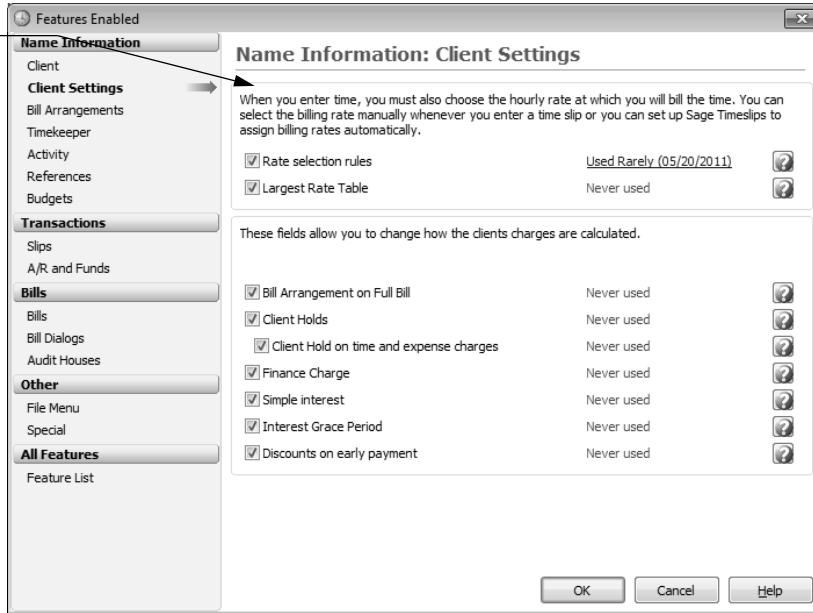 Features Enabled
Name Information
Client
Client Settings
Bill Arrangements
Timekeeper
Activity
References
Budgets
Transactions
Slips
A/R and Funds
Bills
Bills
Bill Dialogs
Audit Houses
Other
File Menu
Special
All Features
Feature List
Name Information: Client Settings
When you enter time, you must also choose the hourly rate at which you will bill the time. You can
select the billing rate manually whenever you enter a time slip or you can set up Sage Timeslips to
assign billing rates automatically.
Rate selection rules Used Rarely (05/20/2011)
Largest Rate Table Never used
These fields allow you to change how the clients charges are calculated.
Bill Arrangement on Full Bill Never used
Client Holds Never used
Client Hold on time and expense charges Never used
Finance Charge Never used
Simple interest Never used
Interest Grace Period Never used
Discounts on early payment Never used
OK Cancel Help